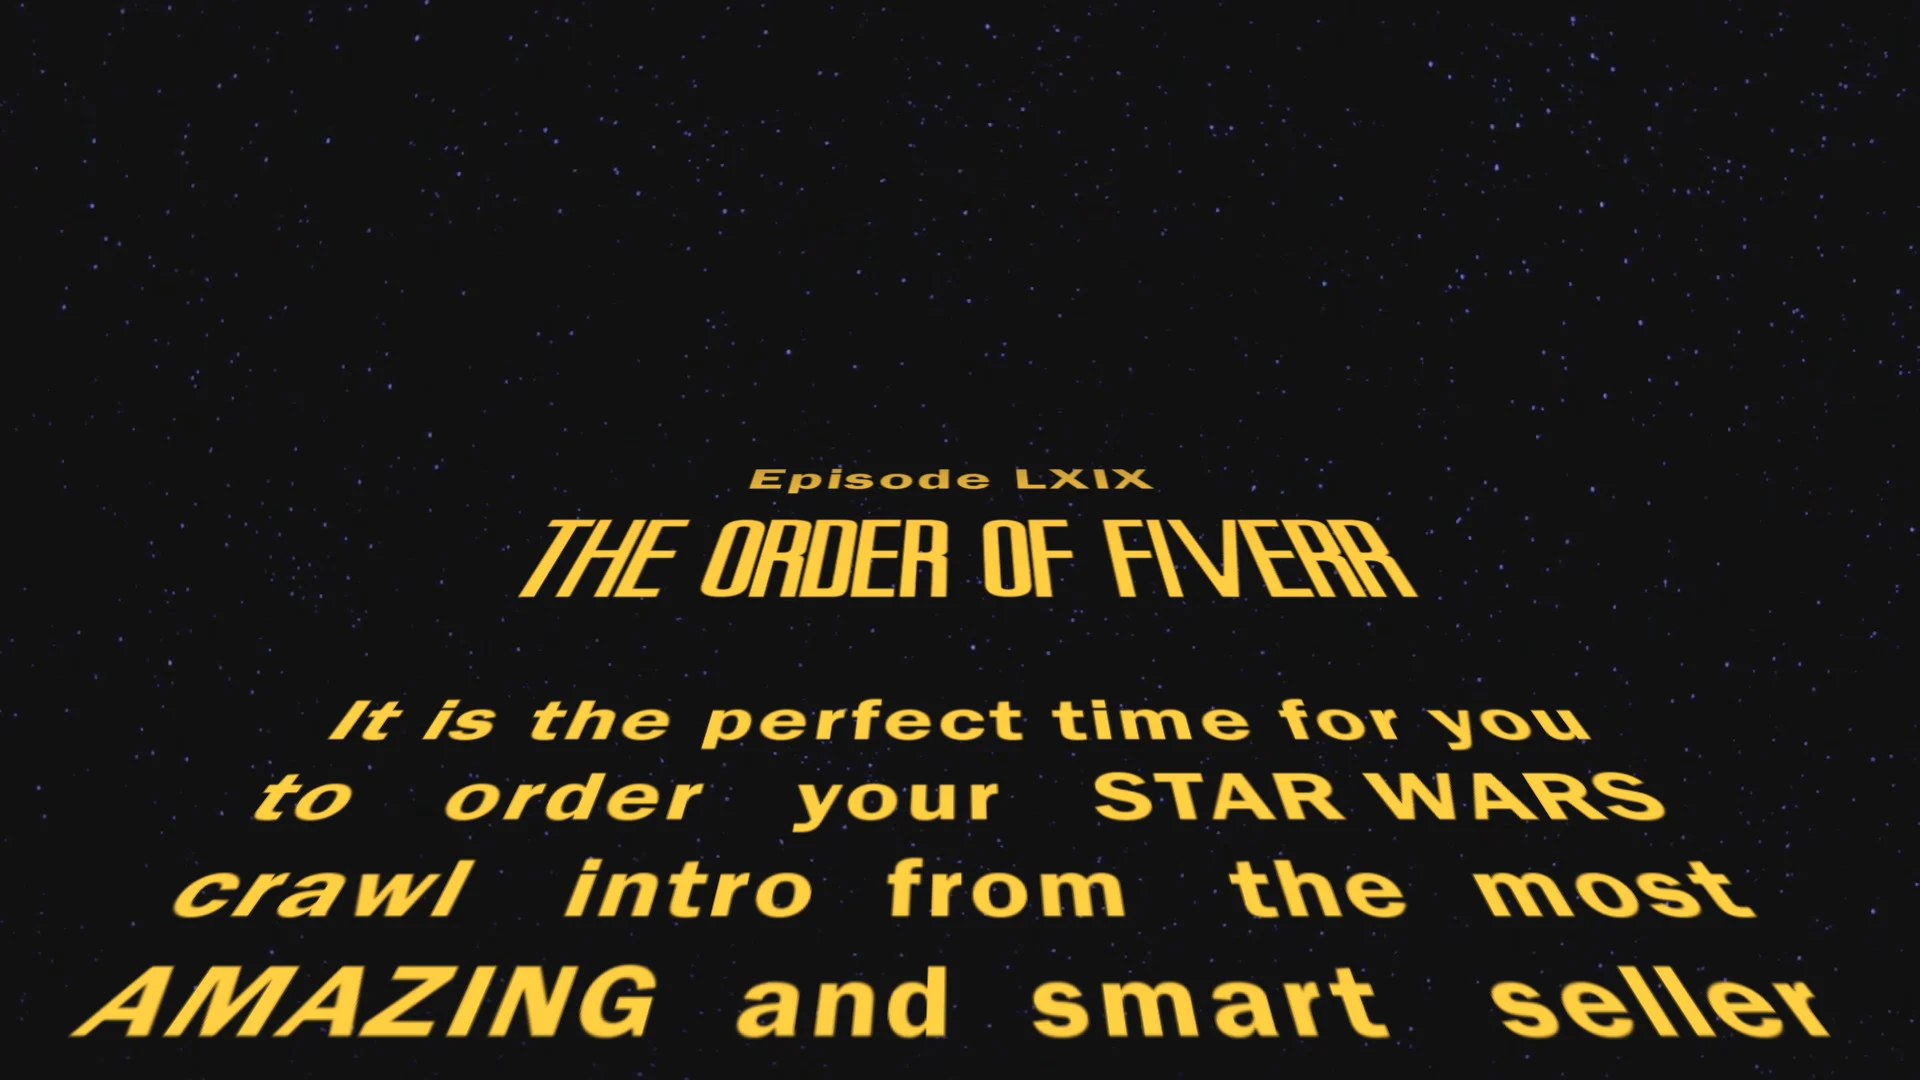 Episode LXIX
THE ORDER OF FIVERR
It is the perfect time for you
to order your STAR WARS
crawl intro from the most
AMAZING and smart seller